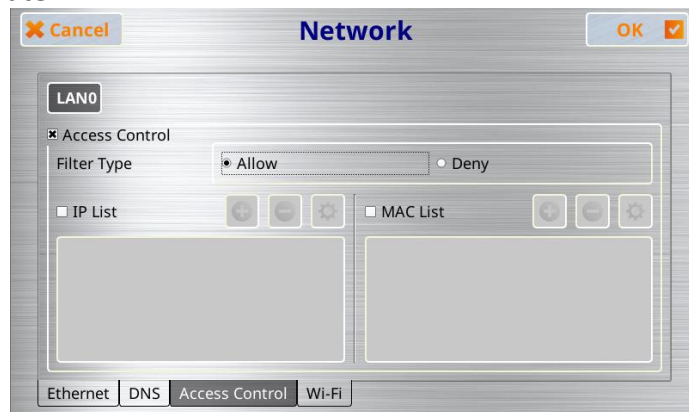 Cancel
Network
OK
LAN0
Access Control
Filter Type
Allow
Deny
IP List
MAC List
Ethernet
DNS
Access Control
Wi-Fi